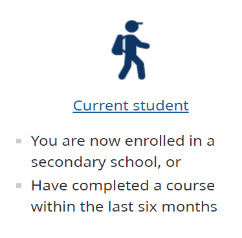 Current student
You are now enrolled in a
secondary school, or
Have completed a course
within the last six months